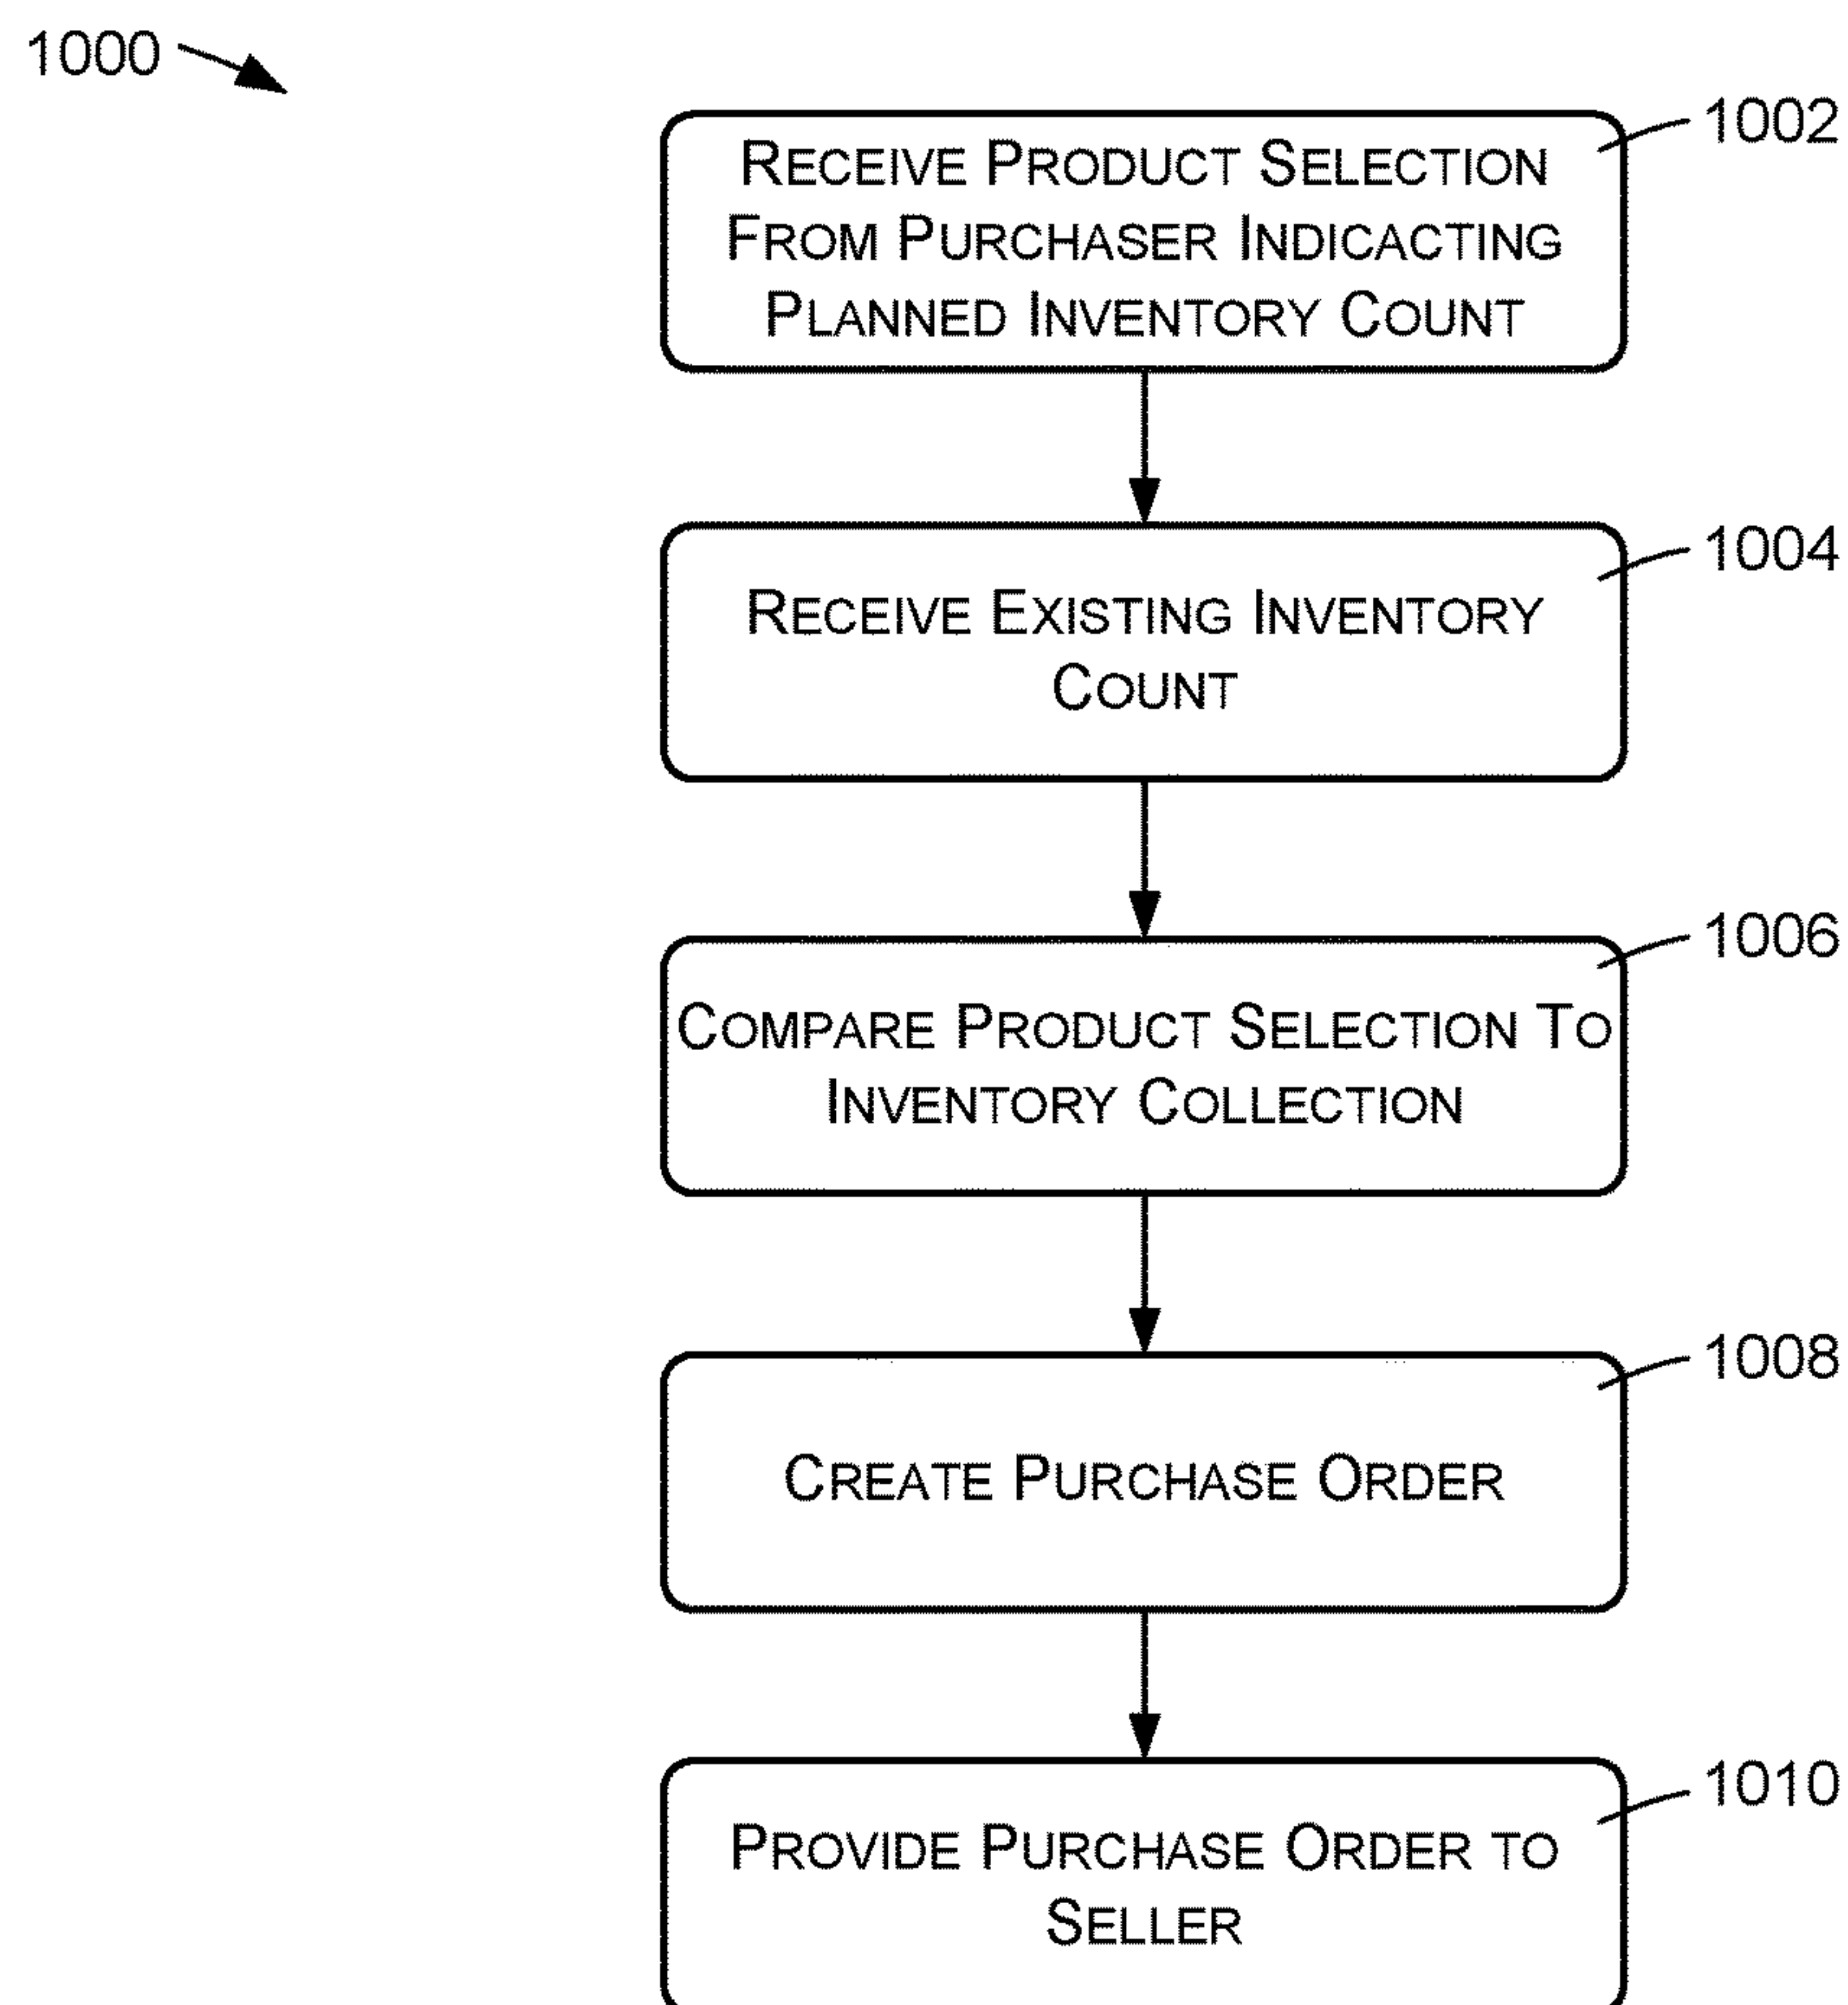 1000
1002
RECEIVE PRODUCT SELECTION
FROM PURCHASER INDICACTING
PLANNED INVENTORY COUNT
1004
RECEIVE EXISTING INVENTORY
COUNT
1006
COMPARE PRODUCT SELECTION TO
INVENTORY COLLECTION
1008
CREATE PURCHASE ORDER
1010
PROVIDE PURCHASE ORDER TO
SELLER